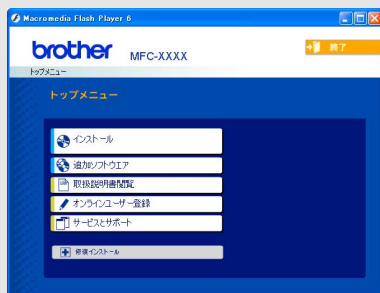 Macromedia Flash Player 6
brother MFC-XXXX
終了
トップメニュー
トップメニュー
インストール
追加ソフトウエア
取扱説明書閲覧
オンラインユーザー登録
サービスとサポート
修復インストール